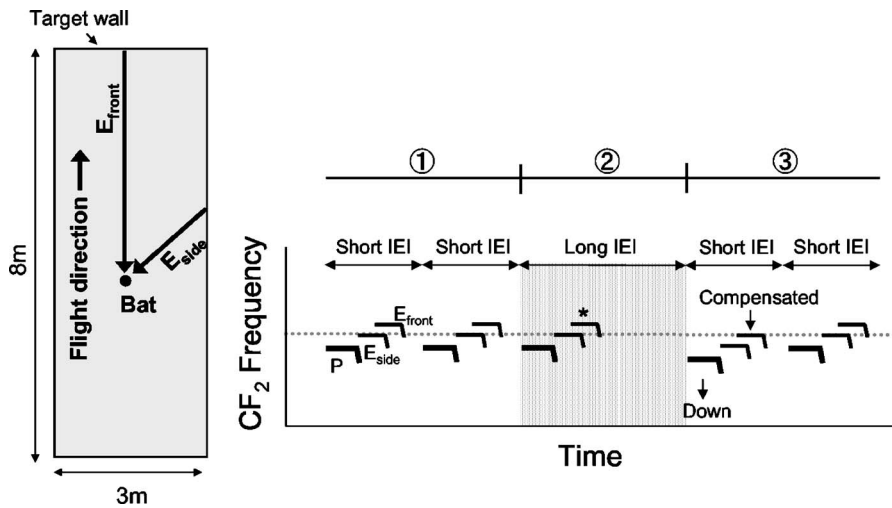 Target wall
E_front
Flight direction
E_side
Bat
8m
3m
① ② ③
Short IEI Short IEI Long IEI Short IEI Short IEI
CF₂ Frequency
E_front
*
Compensated
P
E_side
Down
Time